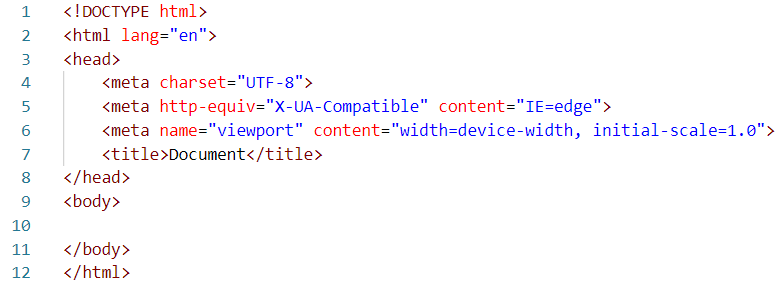 1 <!DOCTYPE html>
2 <html lang="en">
3 <head>
4     <meta charset="UTF-8">
5     <meta http-equiv="X-UA-Compatible" content="IE=edge">
6     <meta name="viewport" content="width=device-width, initial-scale=1.0">
7     <title>Document</title>
8 </head>
9 <body>
10
11 </body>
12 </html>